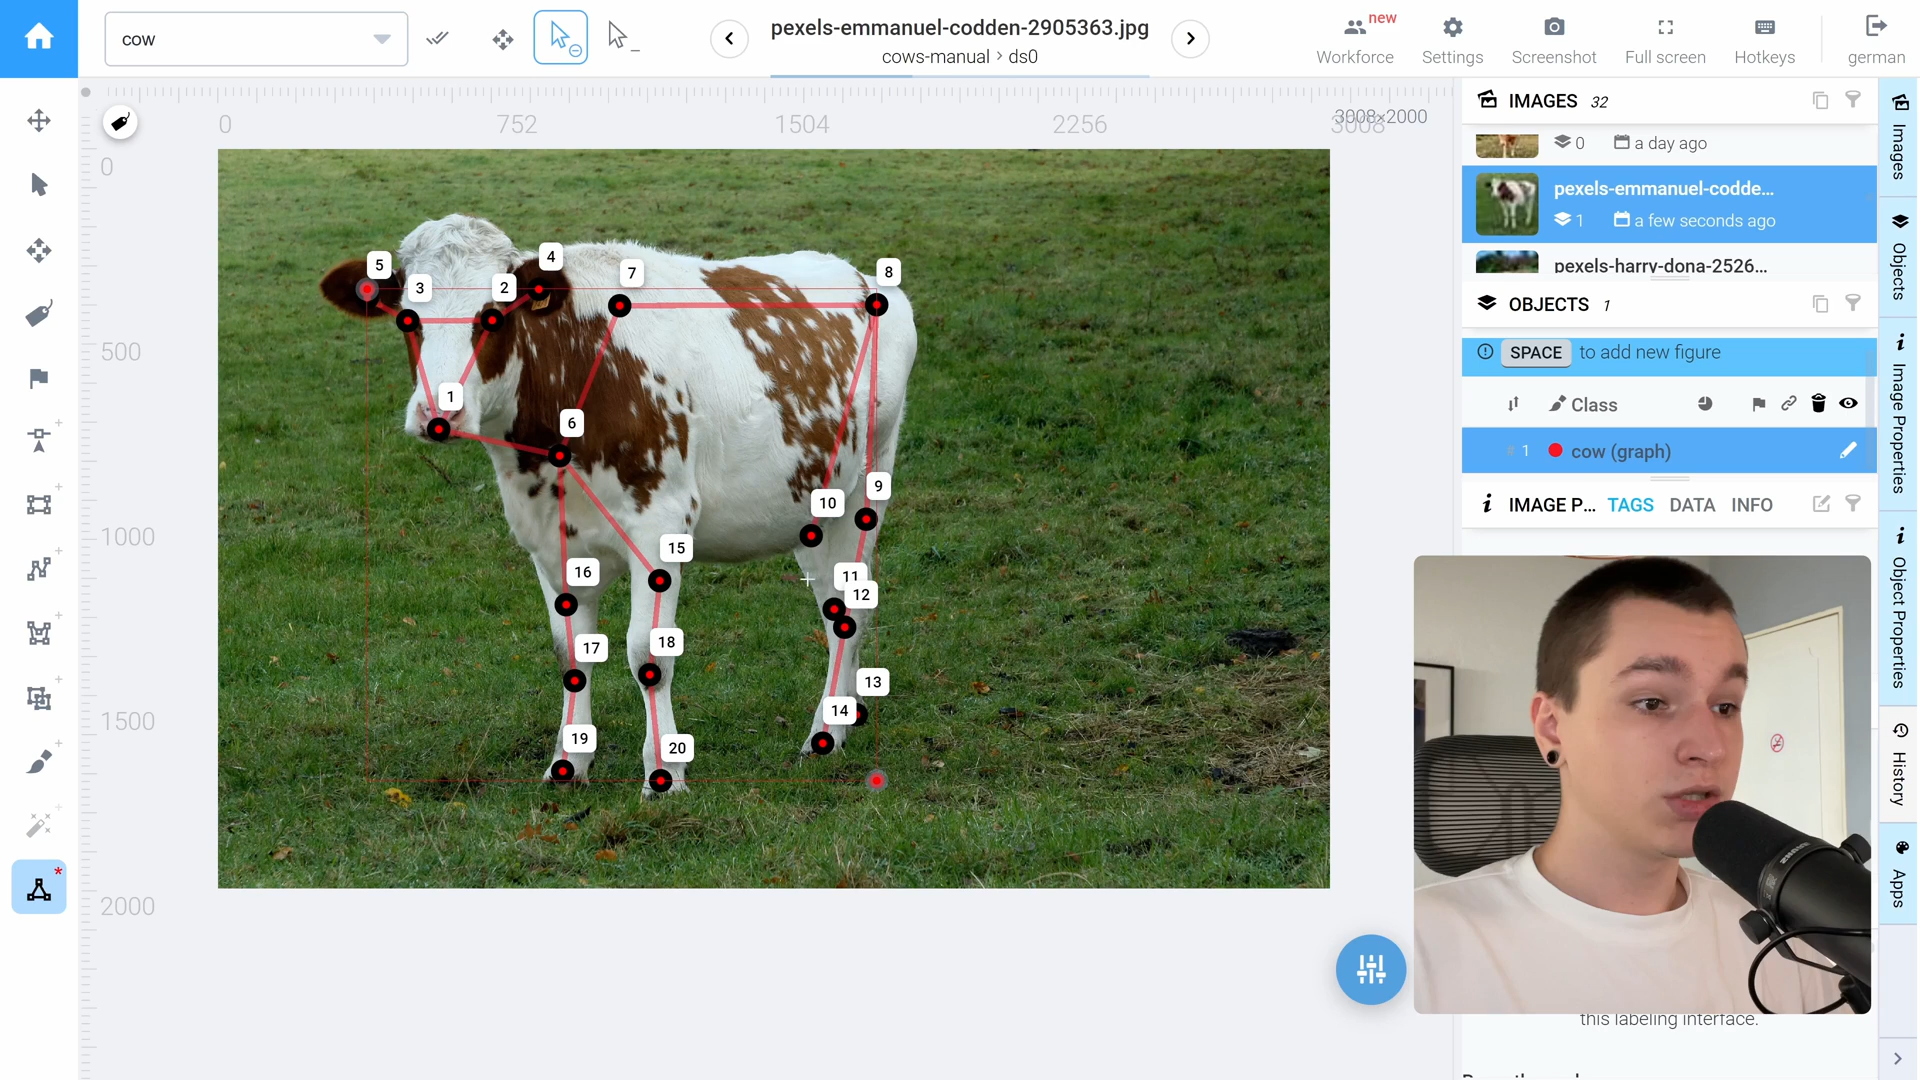 cow
pexels-emmanuel-codden-2905363.jpg
cows-manual > ds0
new
Workforce
Settings
Screenshot
Full screen
Hotkeys
german
0
752
1504
2256
3008
3008×2000
0
500
1000
1500
2000
5
3
2
4
7
8
1
6
10
9
11
12
15
16
17
18
13
14
19
20
IMAGES 32
0 a day ago
pexels-emmanuel-codde...
1 a few seconds ago
pexels-harry-dona-2526...
OBJECTS 1
SPACE to add new figure
Class
# 1 cow (graph)
IMAGE P... TAGS DATA INFO
this labeling interface.
Images
Objects
Image Properties
Object Properties
History
Apps